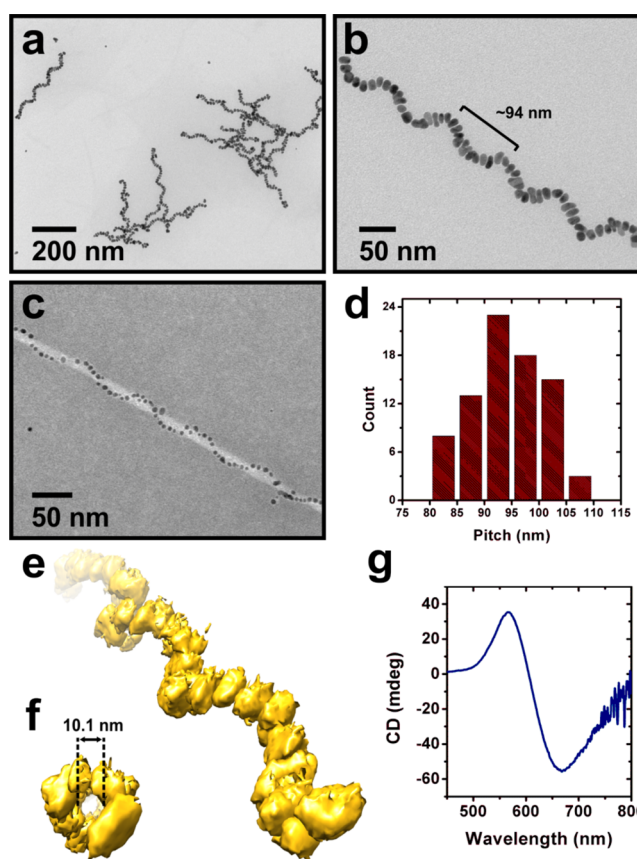 a
200 nm
b
~94 nm
50 nm
c
50 nm
d
Count
24
18
12
6
0
75 80 85 90 95 100 105 110 115
Pitch (nm)
e
f
10.1 nm
g
CD (mdeg)
40
20
0
-20
-40
-60
500 600 700 800
Wavelength (nm)